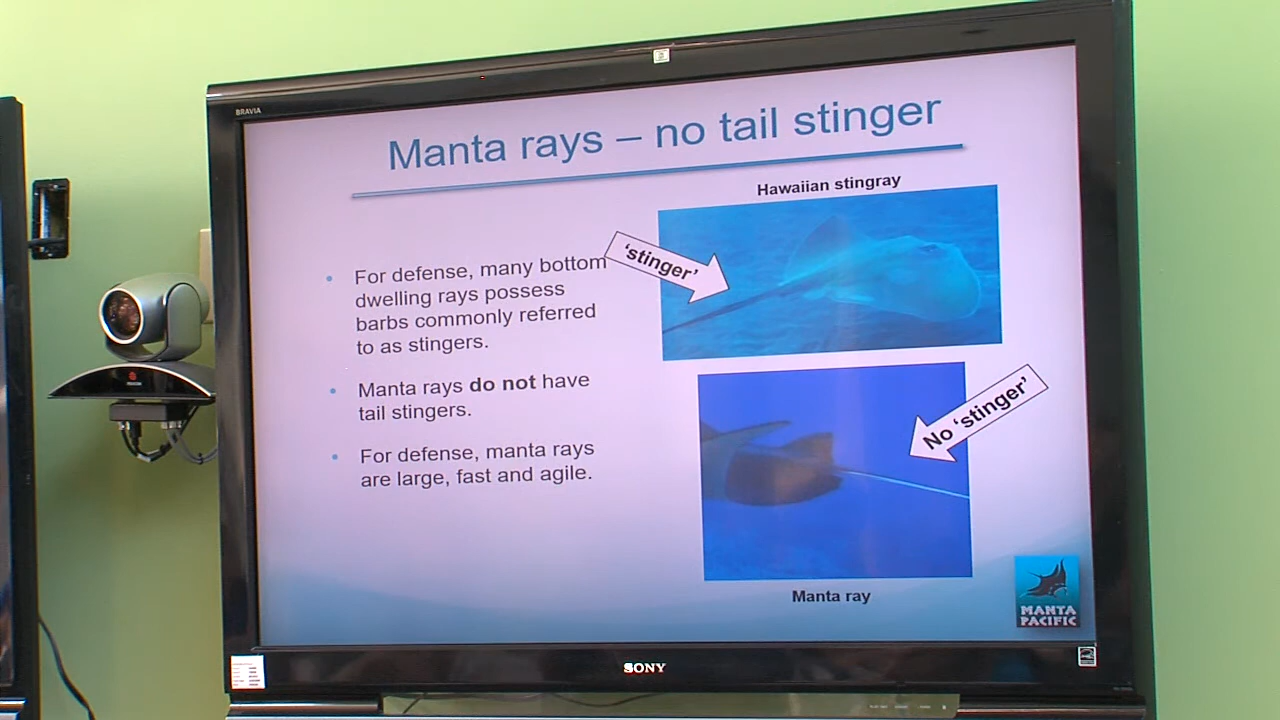 BRAVIA
Manta rays – no tail stinger
Hawaiian stingray
'stinger'
• For defense, many bottom
dwelling rays possess
barbs commonly referred
to as stingers.
• Manta rays do not have
tail stingers.
• For defense, manta rays
are large, fast and agile.
No 'stinger'
Manta ray
MANTA
PACIFIC
SONY